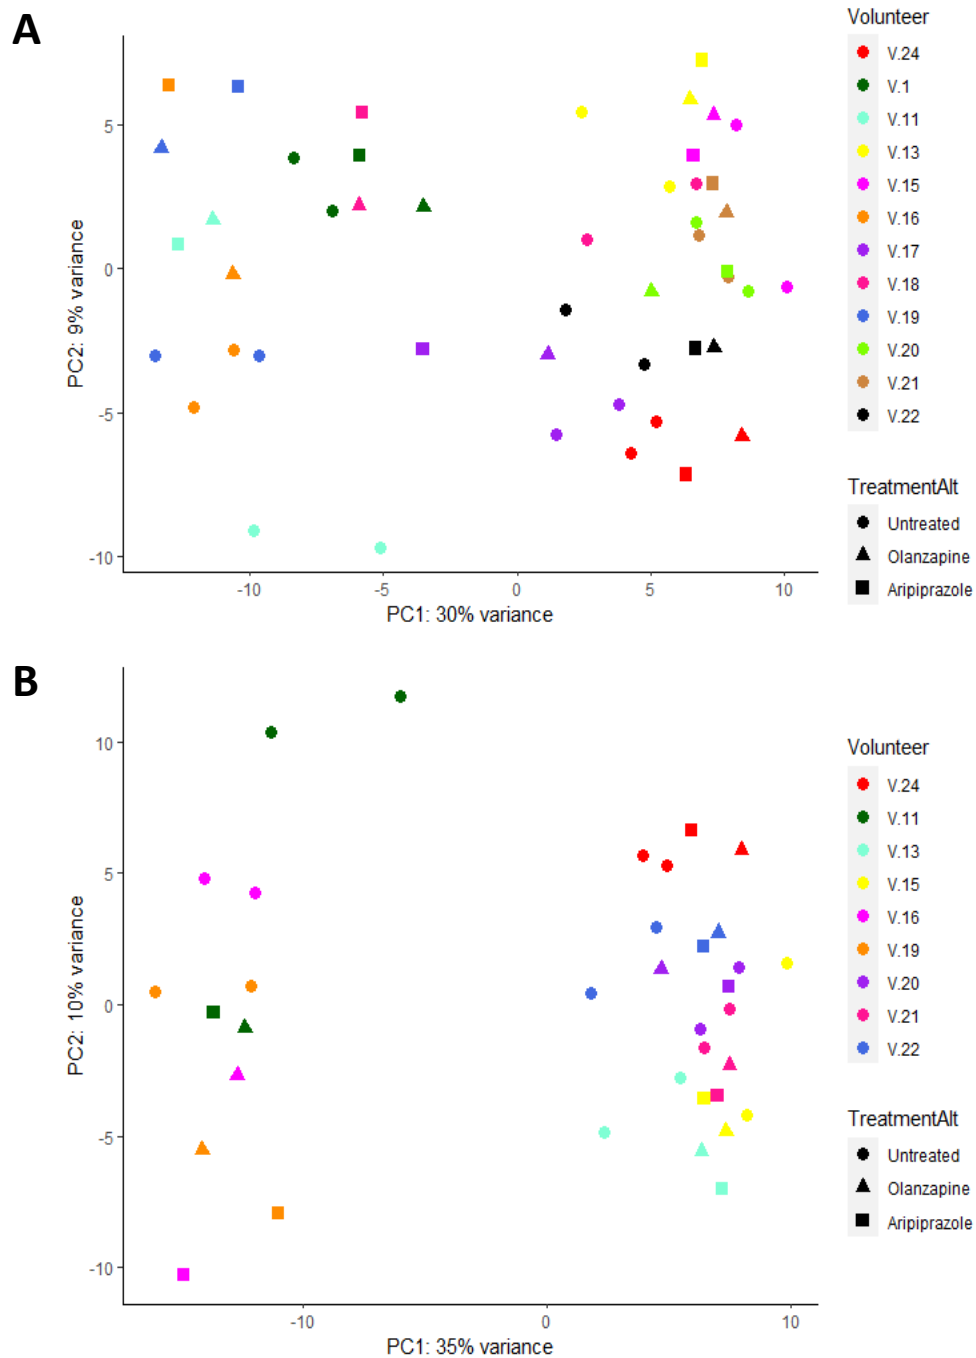 A
PC2: 9% variance
5
0
-5
-10
-10
-5
0
5
10
PC1: 30% variance
Volunteer
V.24
V.1
V.11
V.13
V.15
V.16
V.17
V.18
V.19
V.20
V.21
V.22
TreatmentAlt
Untreated
Olanzapine
Aripiprazole
B
PC2: 10% variance
10
5
0
-5
-10
-10
0
10
PC1: 35% variance
Volunteer
V.24
V.11
V.13
V.15
V.16
V.19
V.20
V.21
V.22
TreatmentAlt
Untreated
Olanzapine
Aripiprazole